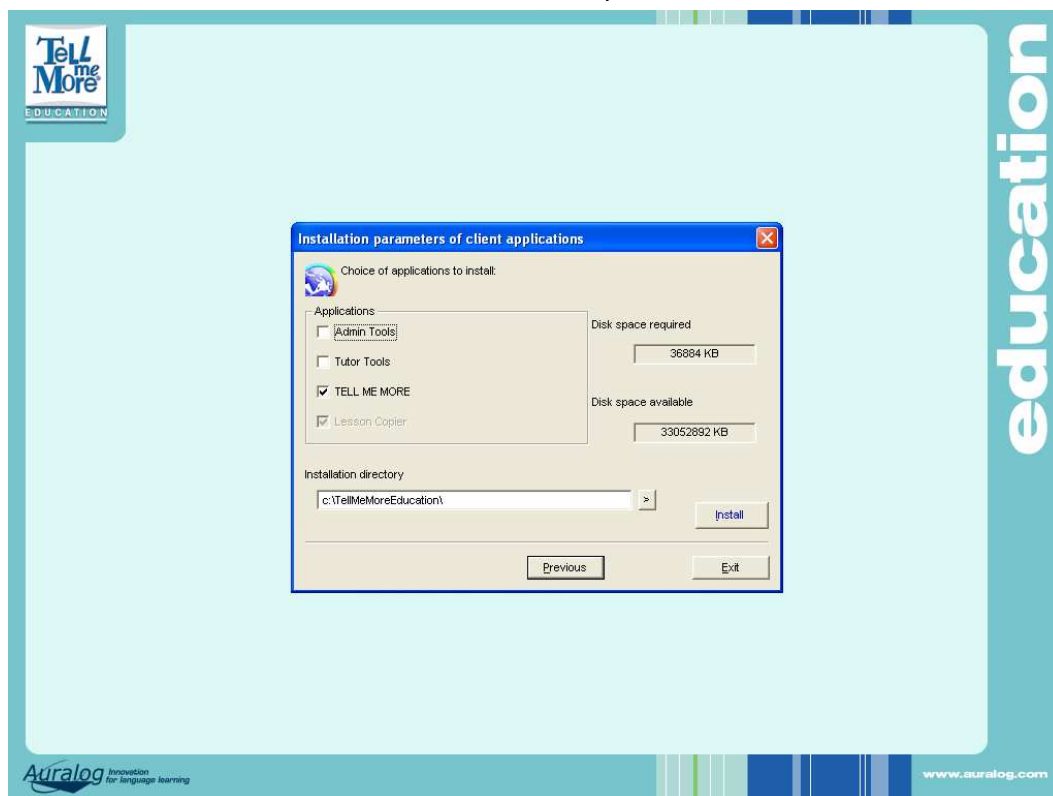 TeLL
me
More
EDUCATION
education
Installation parameters of client applications
Choice of applications to install:
Applications
Admin Tools
Tutor Tools
TELL ME MORE
Lesson Copier
Disk space required
36884 KB
Disk space available
33052892 KB
Installation directory
c:\TellMeMoreEducation\
>
Install
Previous
Exit
Auralog Innovation
for language learning
www.auralog.com